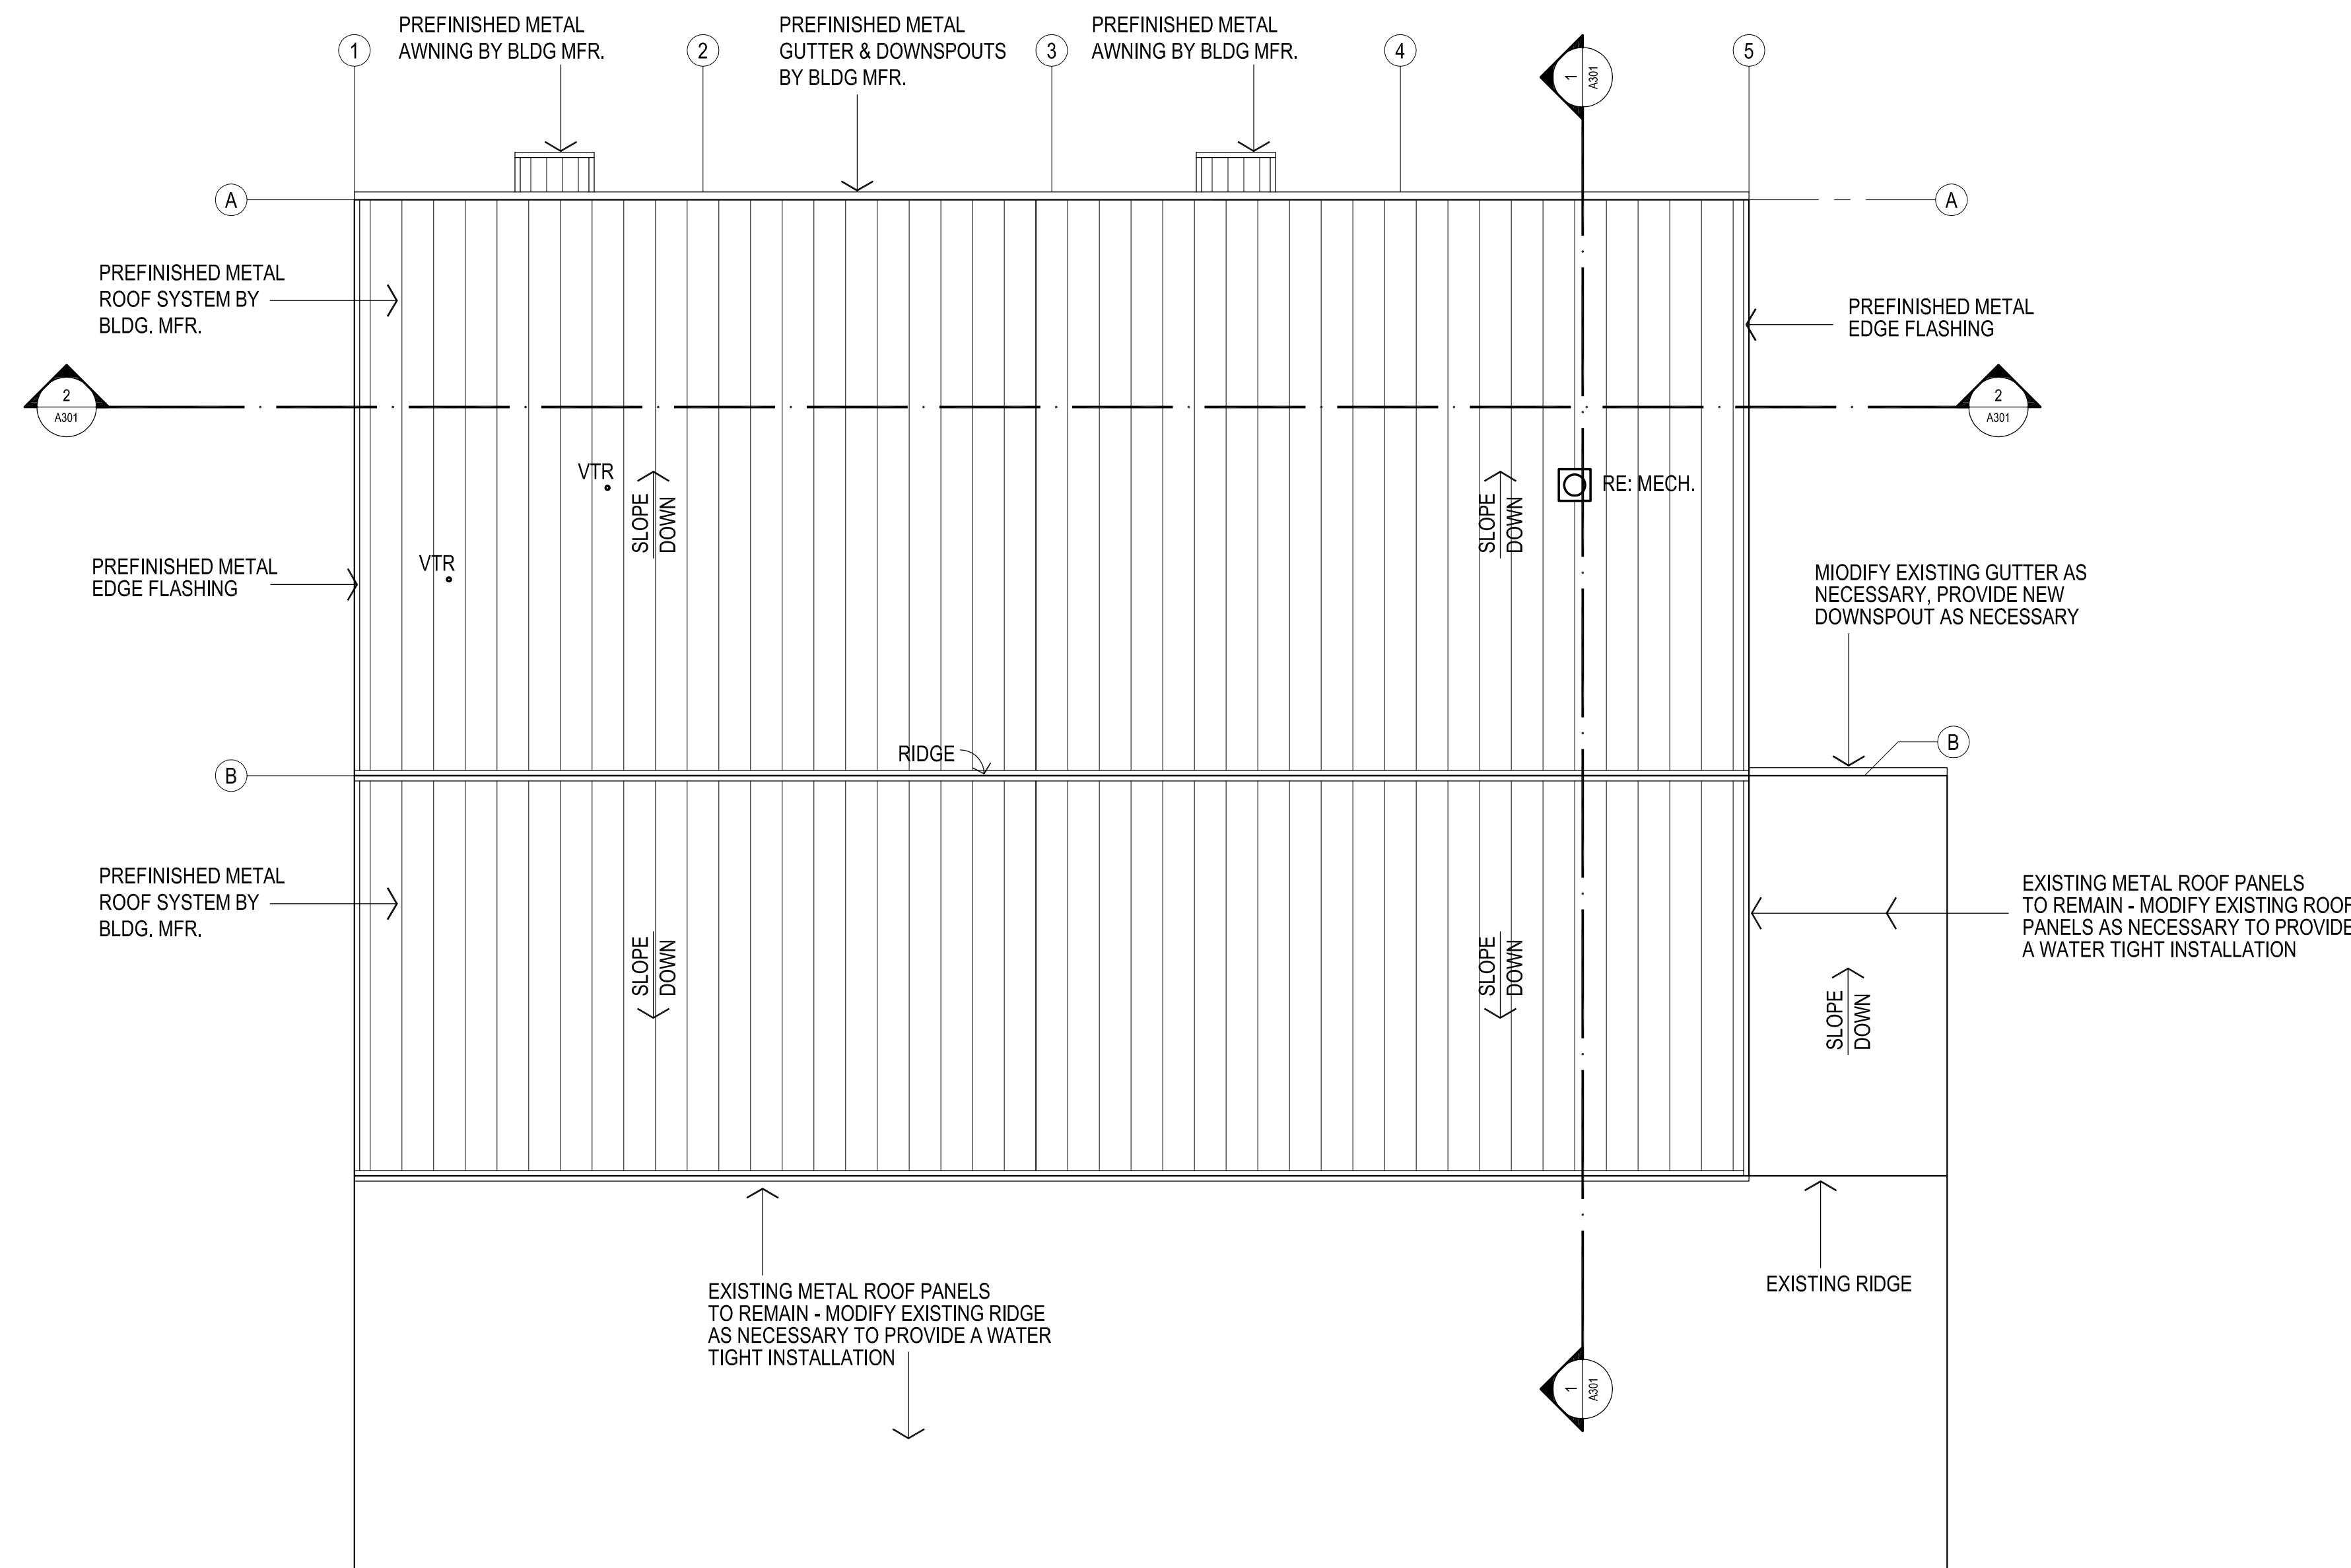 PREFINISHED METAL
AWNING BY BLDG MFR.
PREFINISHED METAL
GUTTER & DOWNSPOUTS
BY BLDG MFR.
PREFINISHED METAL
AWNING BY BLDG MFR.
1
2
3
4
5
1
A301
A
A
PREFINISHED METAL
ROOF SYSTEM BY
BLDG. MFR.
PREFINISHED METAL
EDGE FLASHING
2
A301
2
A301
VTR
SLOPE
DOWN
SLOPE
DOWN
RE: MECH.
VTR
PREFINISHED METAL
EDGE FLASHING
MIODIFY EXISTING GUTTER AS
NECESSARY, PROVIDE NEW
DOWNSPOUT AS NECESSARY
RIDGE
B
B
PREFINISHED METAL
ROOF SYSTEM BY
BLDG. MFR.
SLOPE
DOWN
SLOPE
DOWN
EXISTING METAL ROOF PANELS
TO REMAIN - MODIFY EXISTING ROOF
PANELS AS NECESSARY TO PROVIDE
A WATER TIGHT INSTALLATION
SLOPE
DOWN
EXISTING METAL ROOF PANELS
TO REMAIN - MODIFY EXISTING RIDGE
AS NECESSARY TO PROVIDE A WATER
TIGHT INSTALLATION
EXISTING RIDGE
1
A301